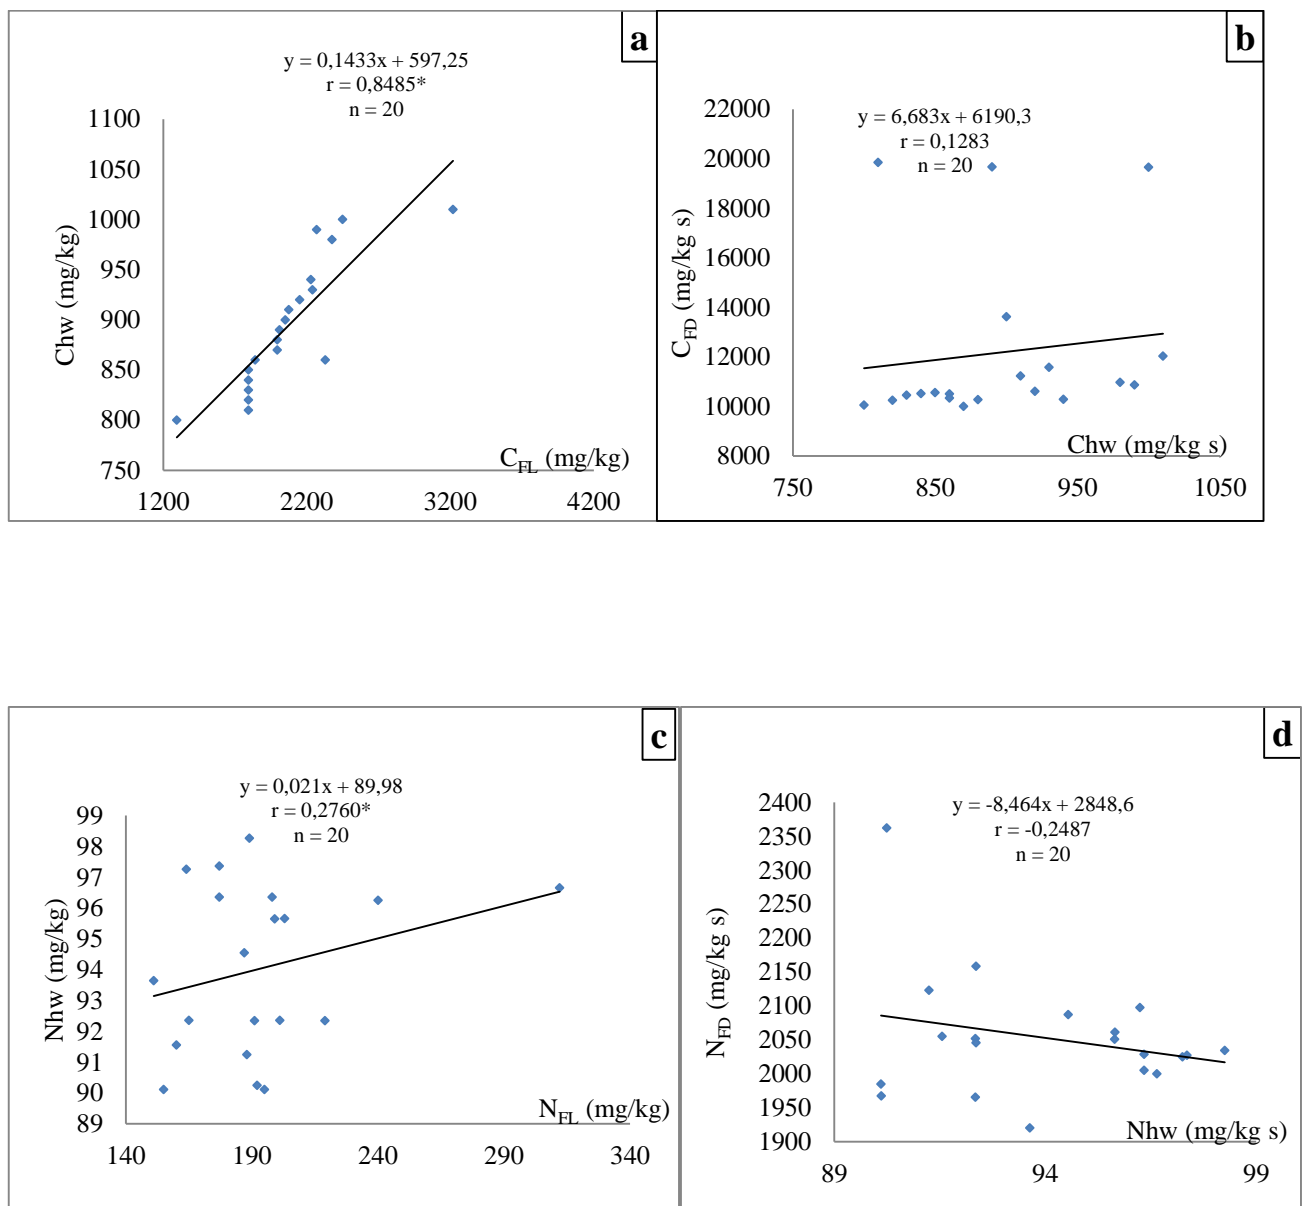 a
y = 0,1433x + 597,25
r = 0,8485*
n = 20
1100
1050
1000
950
900
850
800
750
Chw (mg/kg)
C_FL (mg/kg)
1200 2200 3200 4200
b
y = 6,683x + 6190,3
r = 0,1283
n = 20
22000
20000
18000
16000
14000
12000
10000
8000
C_FD (mg/kg s)
Chw (mg/kg s)
750 850 950 1050
c
y = 0,021x + 89,98
r = 0,2760*
n = 20
99
98
97
96
95
94
93
92
91
90
89
Nhw (mg/kg)
N_FL (mg/kg)
140 190 240 290 340
d
y = -8,464x + 2848,6
r = -0,2487
n = 20
2400
2350
2300
2250
2200
2150
2100
2050
2000
1950
1900
N_FD (mg/kg s)
Nhw (mg/kg s)
89 94 99